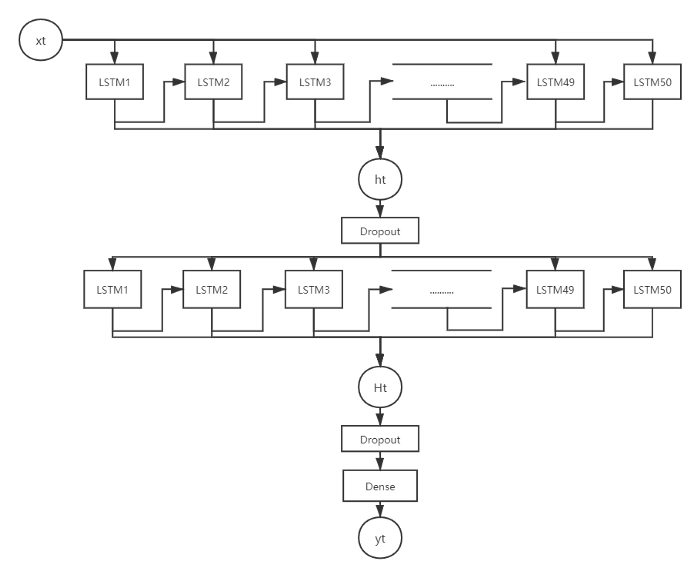 xt
LSTM1 LSTM2 LSTM3 .......... LSTM49 LSTM50
ht
Dropout
LSTM1 LSTM2 LSTM3 .......... LSTM49 LSTM50
Ht
Dropout
Dense
yt